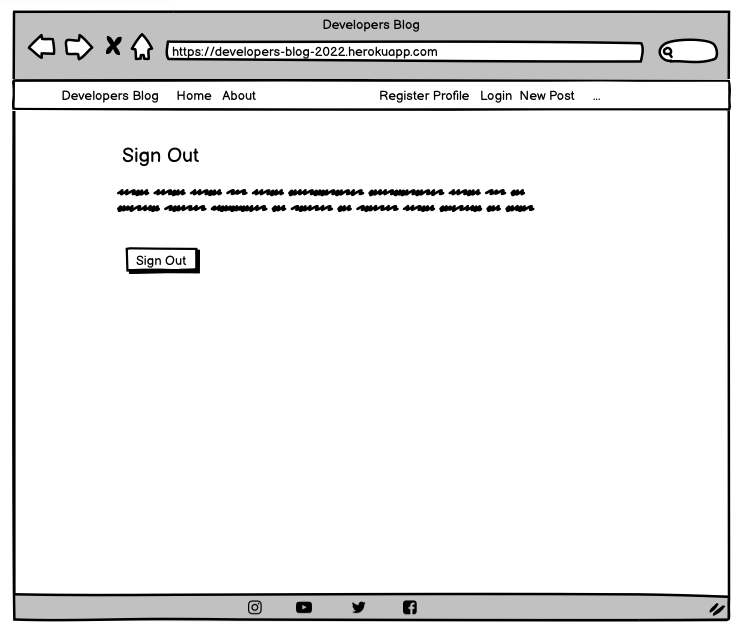 Developers Blog
https://developers-blog-2022.herokuapp.com
Developers Blog Home About Register Profile Login New Post ...
Sign Out
Sign Out